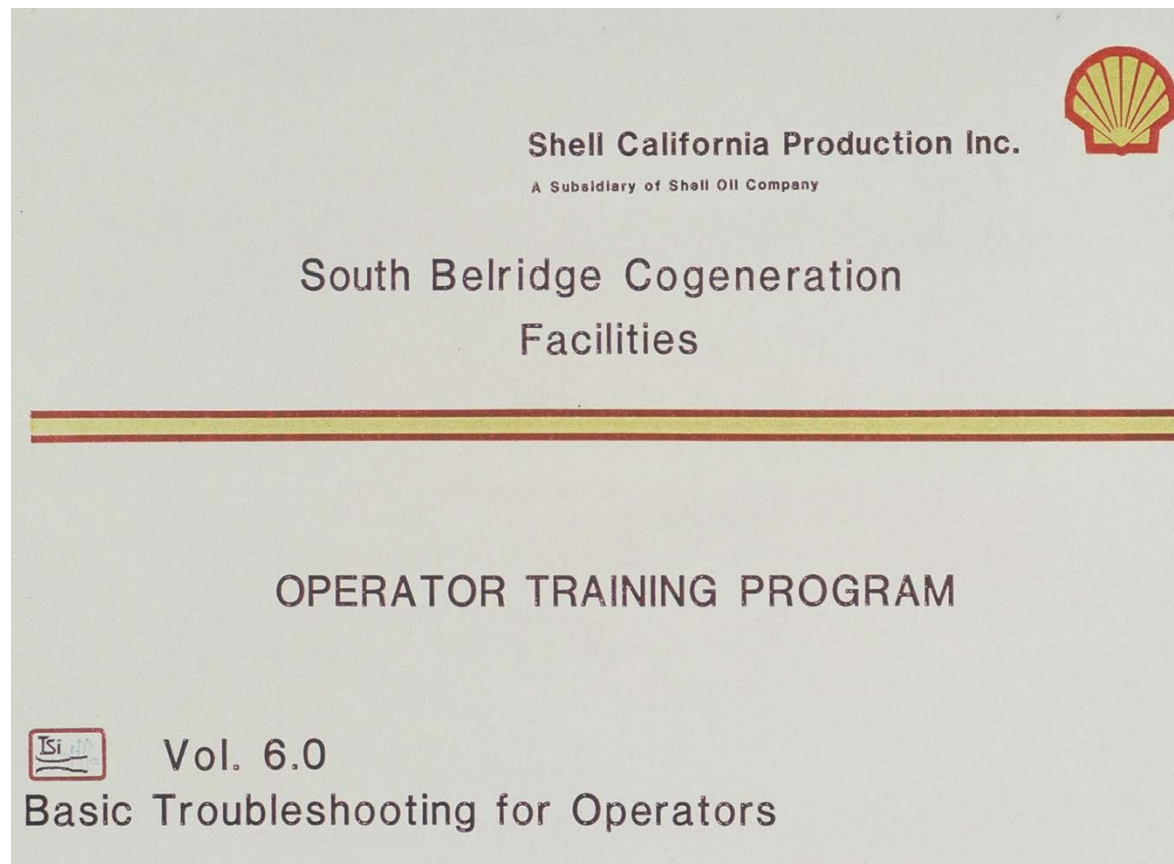 Shell California Production Inc.
A Subsidiary of Shell Oil Company
South Belridge Cogeneration
Facilities
OPERATOR TRAINING PROGRAM
TSi
Vol. 6.0
Basic Troubleshooting for Operators